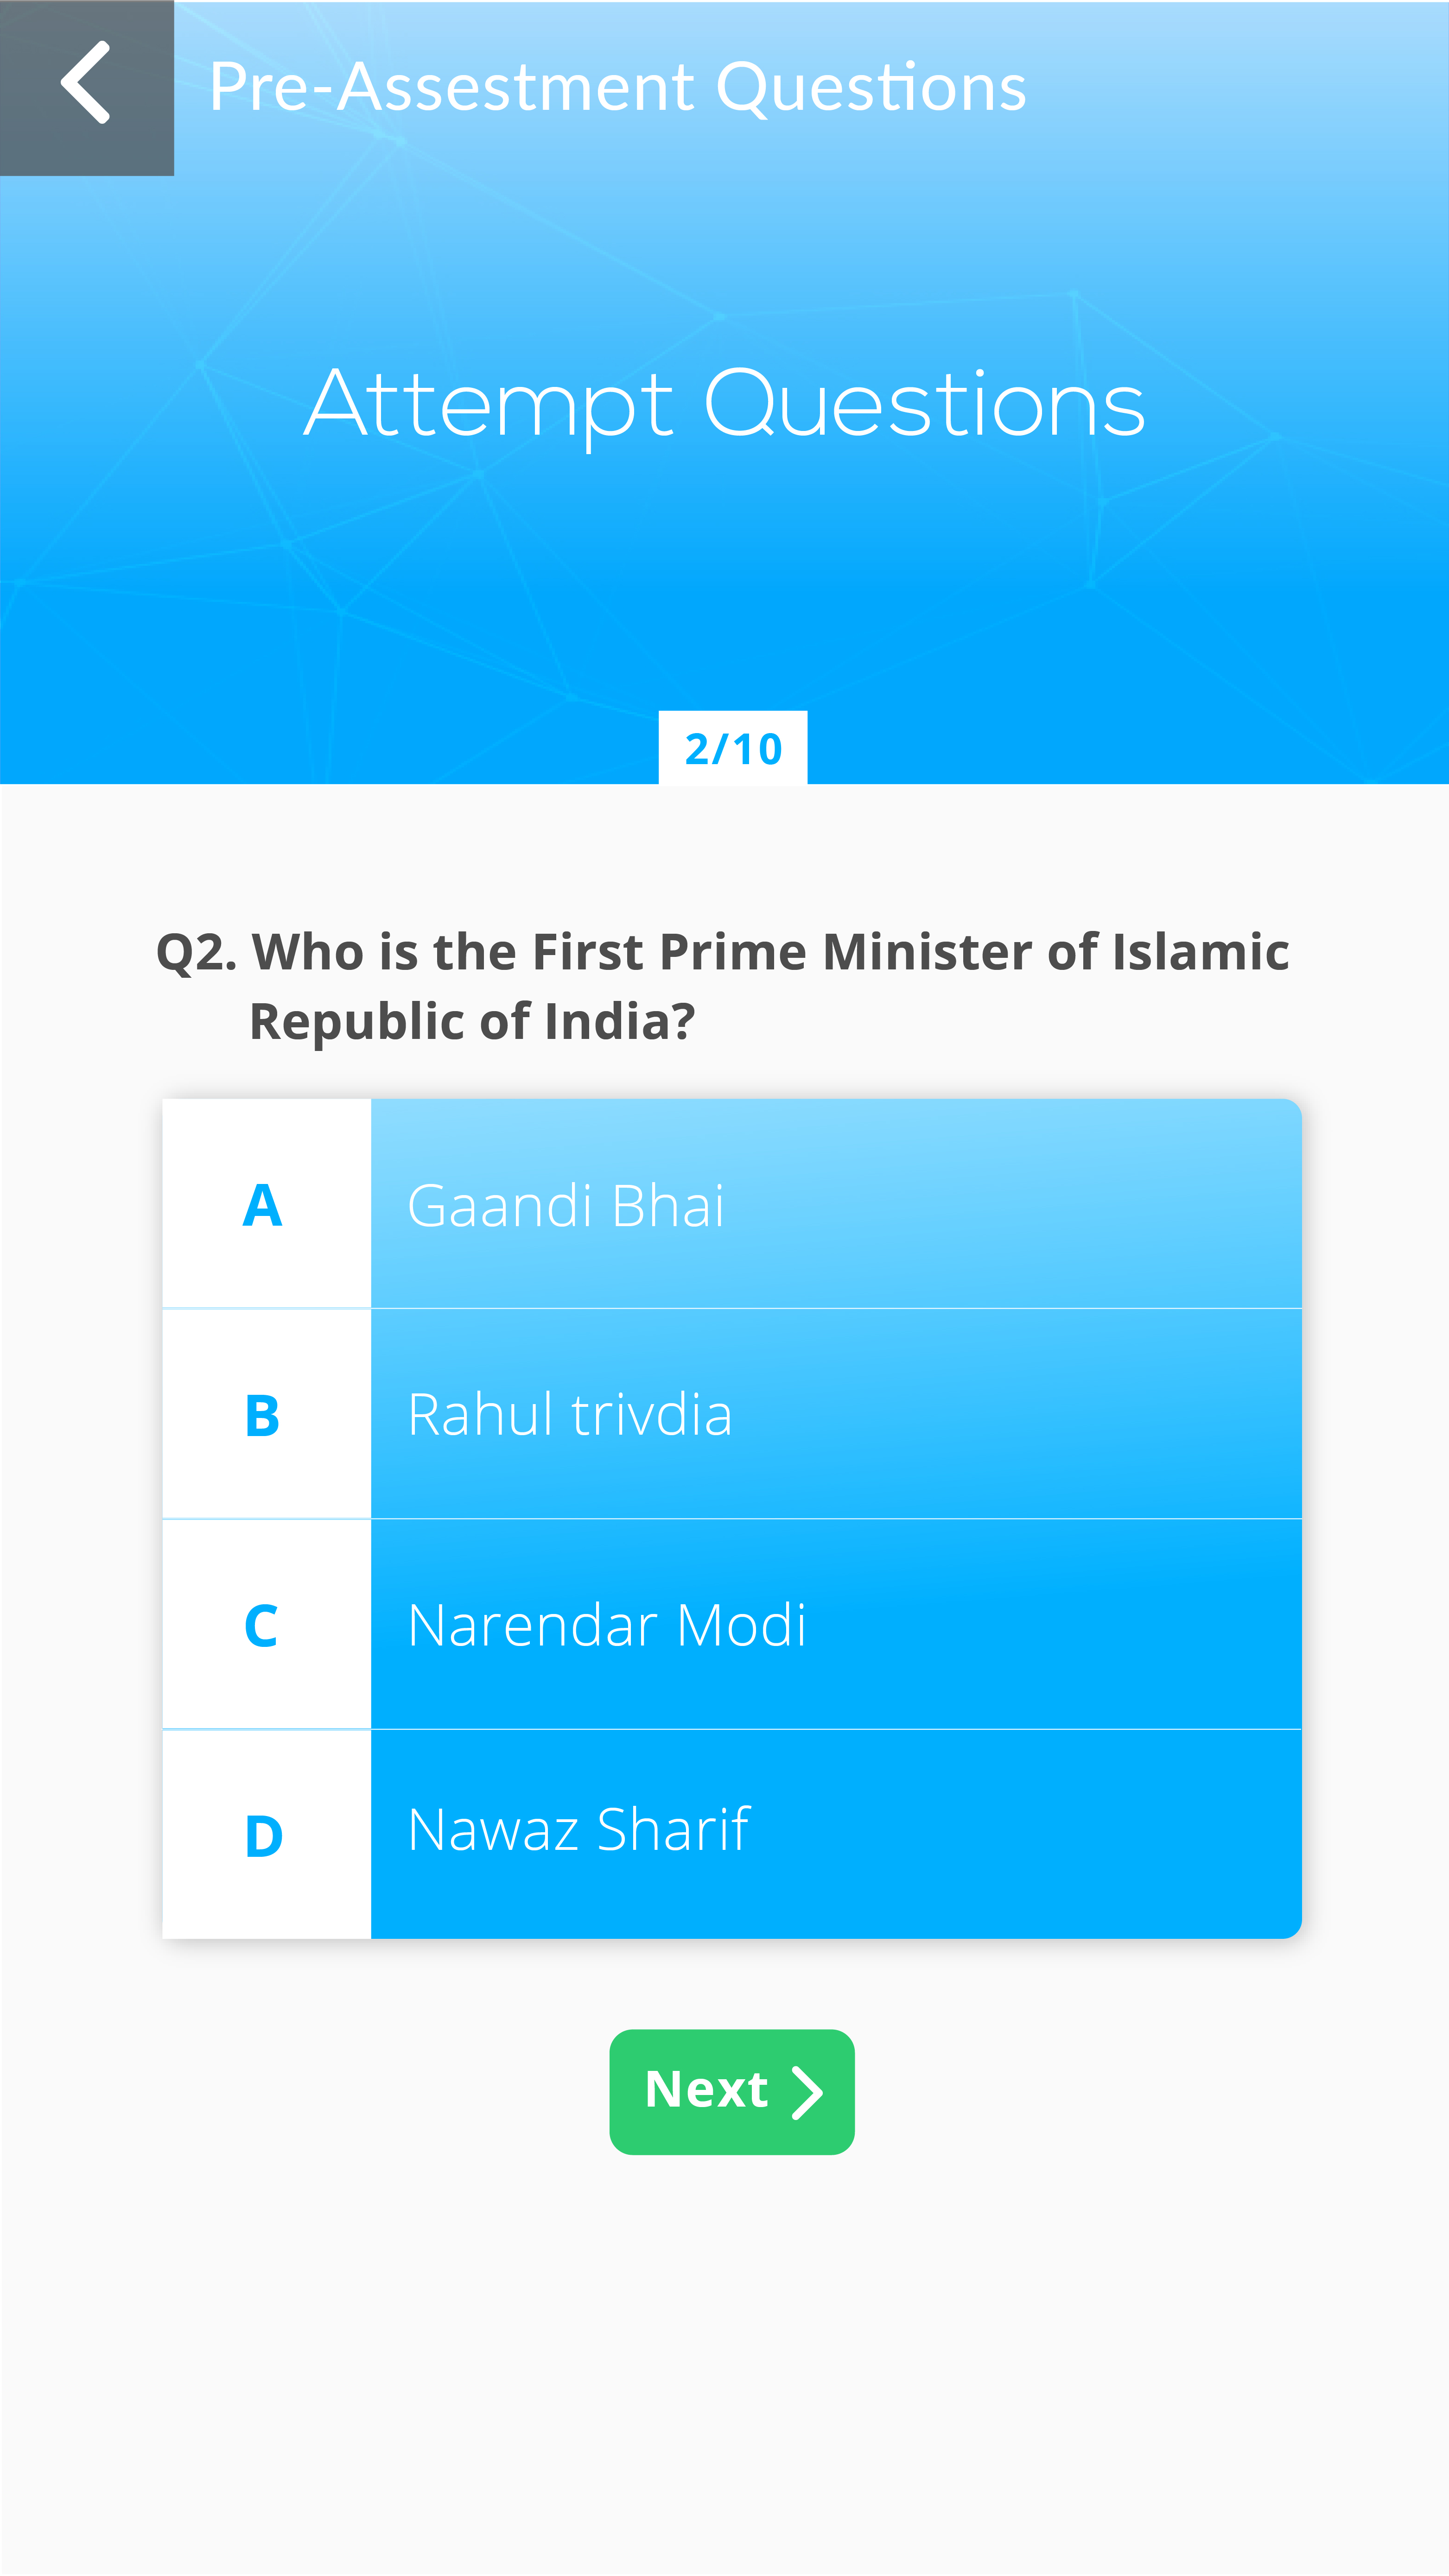 Pre-Assestment Questions
Attempt Questions
2/10
Q2. Who is the First Prime Minister of Islamic
Republic of India?
A Gaandi Bhai
B Rahul trivdia
C Narendar Modi
D Nawaz Sharif
Next